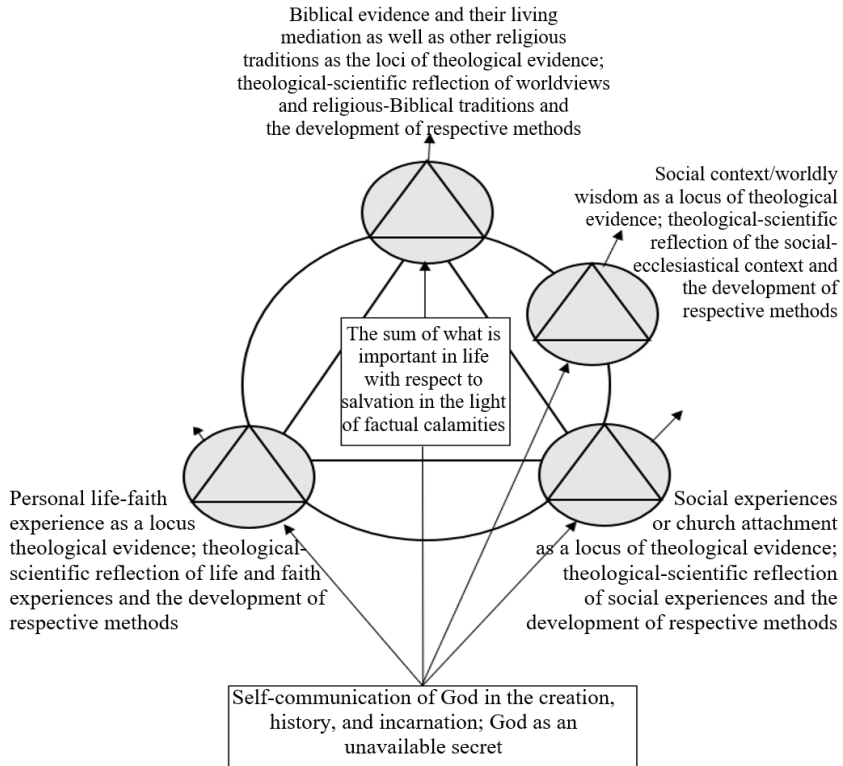 Biblical evidence and their living
mediation as well as other religious
traditions as the loci of theological evidence;
theological-scientific reflection of worldviews
and religious-Biblical traditions and
the development of respective methods
Social context/worldly
wisdom as a locus of theological
evidence; theological-scientific
reflection of the social-
ecclesiastical context and
the development of
respective methods
The sum of what is
important in life
with respect to
salvation in the light
of factual calamities
Personal life-faith
experience as a locus
theological evidence; theological-
scientific reflection of life and faith
experiences and the development of
respective methods
Social experiences
or church attachment
as a locus of theological evidence;
theological-scientific reflection
of social experiences and the
development of respective methods
Self-communication of God in the creation,
history, and incarnation; God as an
unavailable secret